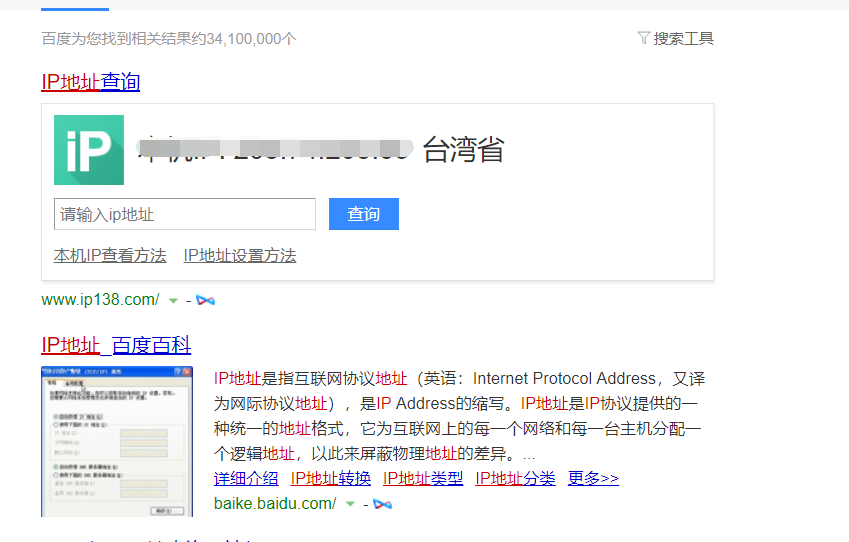 百度为您找到相关结果约34,100,000个
搜索工具
IP地址查询
iP
台湾省
请输入ip地址
查询
本机IP查看方法 IP地址设置方法
www.ip138.com/ -
IP地址_百度百科
IP地址是指互联网协议地址（英语：Internet Protocol Address，又译
为网际协议地址），是IP Address的缩写。IP地址是IP协议提供的一
种统一的地址格式，它为互联网上的每一个网络和每一台主机分配一
个逻辑地址，以此来屏蔽物理地址的差异。...
详细介绍 IP地址转换 IP地址类型 IP地址分类 更多>>
baike.baidu.com/ -